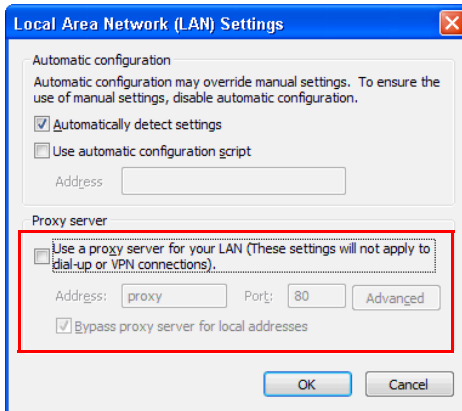 Local Area Network (LAN) Settings
Automatic configuration
Automatic configuration may override manual settings. To ensure the
use of manual settings, disable automatic configuration.
Automatically detect settings
Use automatic configuration script
Address
Proxy server
Use a proxy server for your LAN (These settings will not apply to
dial-up or VPN connections).
Address: proxy Port: 80 Advanced
Bypass proxy server for local addresses
OK Cancel